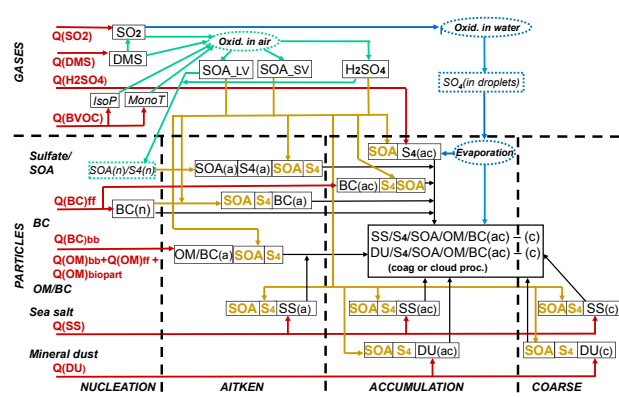 GASES
Q(SO2)
SO2
Oxid. in air
Oxid. in water
Q(DMS)
DMS
Q(H2SO4)
SOA_LV
SOA_SV
H2SO4
SO4(in droplets)
IsoP
MonoT
Q(BVOC)
PARTICLES
Sulfate/
SOA
SOA S4(ac)
Evaporation
SOA(n)/S4(n)
SOA(a) S4(a) SOA S4
BC(ac) S4 SOA
Q(BC)ff
BC(n)
SOA S4 BC(a)
BC
SS/S4/SOA/OM/BC(ac) – (c)
DU/S4/SOA/OM/BC(ac) – (c)
(coag or cloud proc.)
Q(BC)bb
OM/BC(a) SOA S4
Q(OM)bb+Q(OM)ff +
Q(OM)biopart
OM/BC
Sea salt
SOA S4 SS(a)
SOA S4 SS(ac)
SOA S4 SS(c)
Q(SS)
Mineral dust
SOA S4 DU(ac)
SOA S4 DU(c)
Q(DU)
NUCLEATION
AITKEN
ACCUMULATION
COARSE